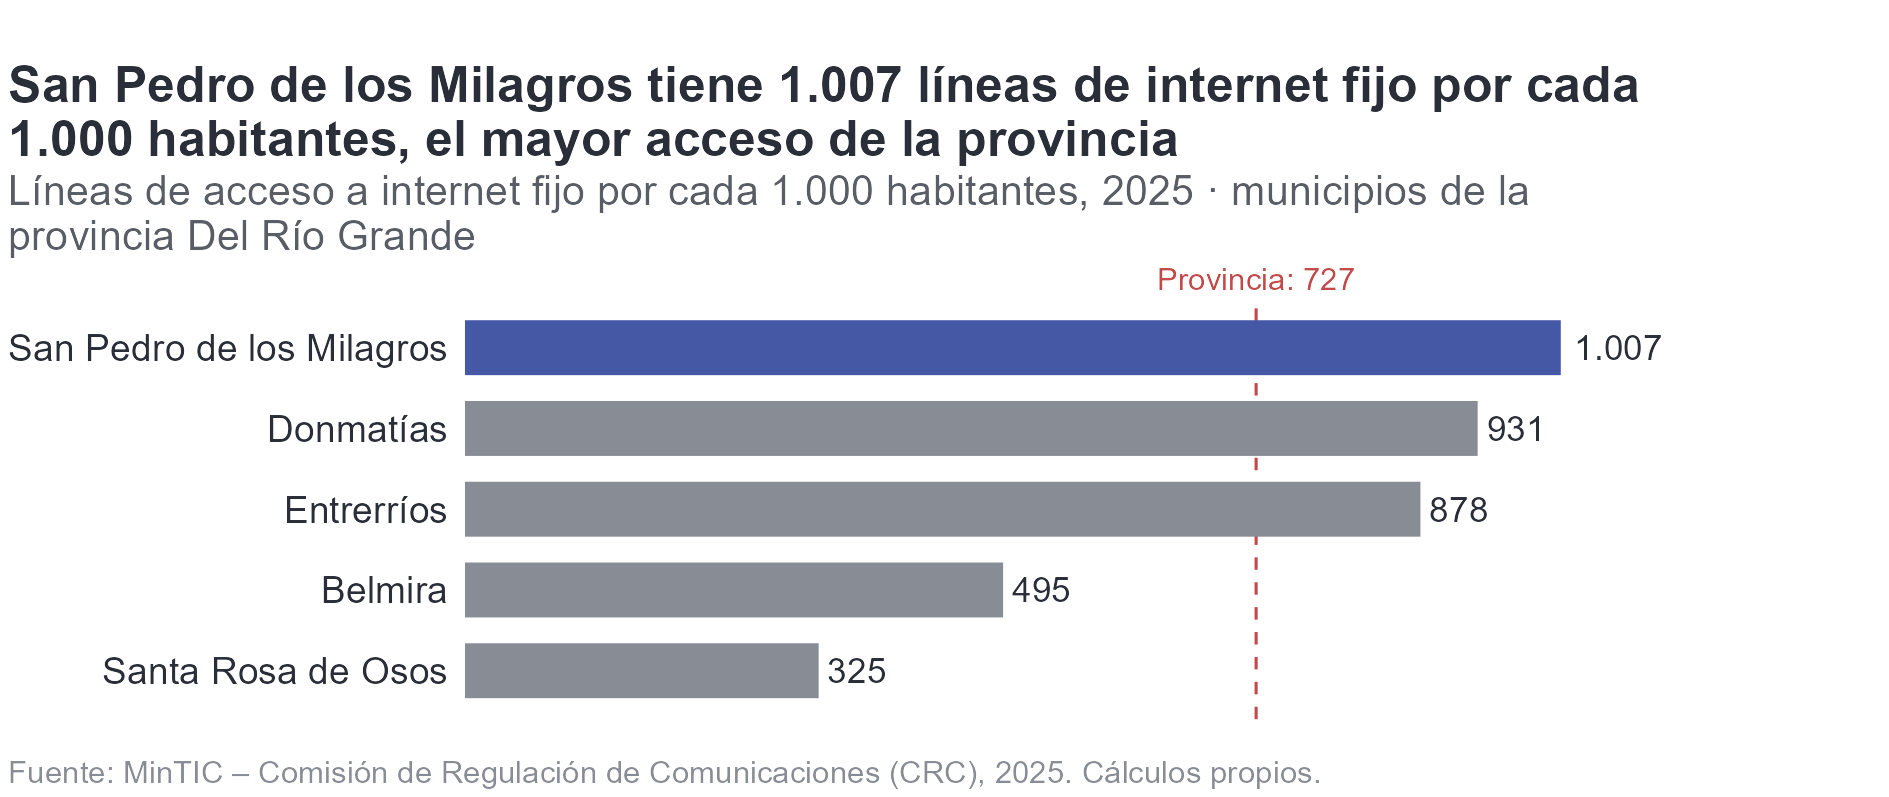 San Pedro de los Milagros tiene 1.007 líneas de internet fijo por cada
1.000 habitantes, el mayor acceso de la provincia
Líneas de acceso a internet fijo por cada 1.000 habitantes, 2025 · municipios de la
provincia Del Río Grande
Provincia: 727
San Pedro de los Milagros 1.007
Donmatías 931
Entrerríos 878
Belmira 495
Santa Rosa de Osos 325
Fuente: MinTIC – Comisión de Regulación de Comunicaciones (CRC), 2025. Cálculos propios.